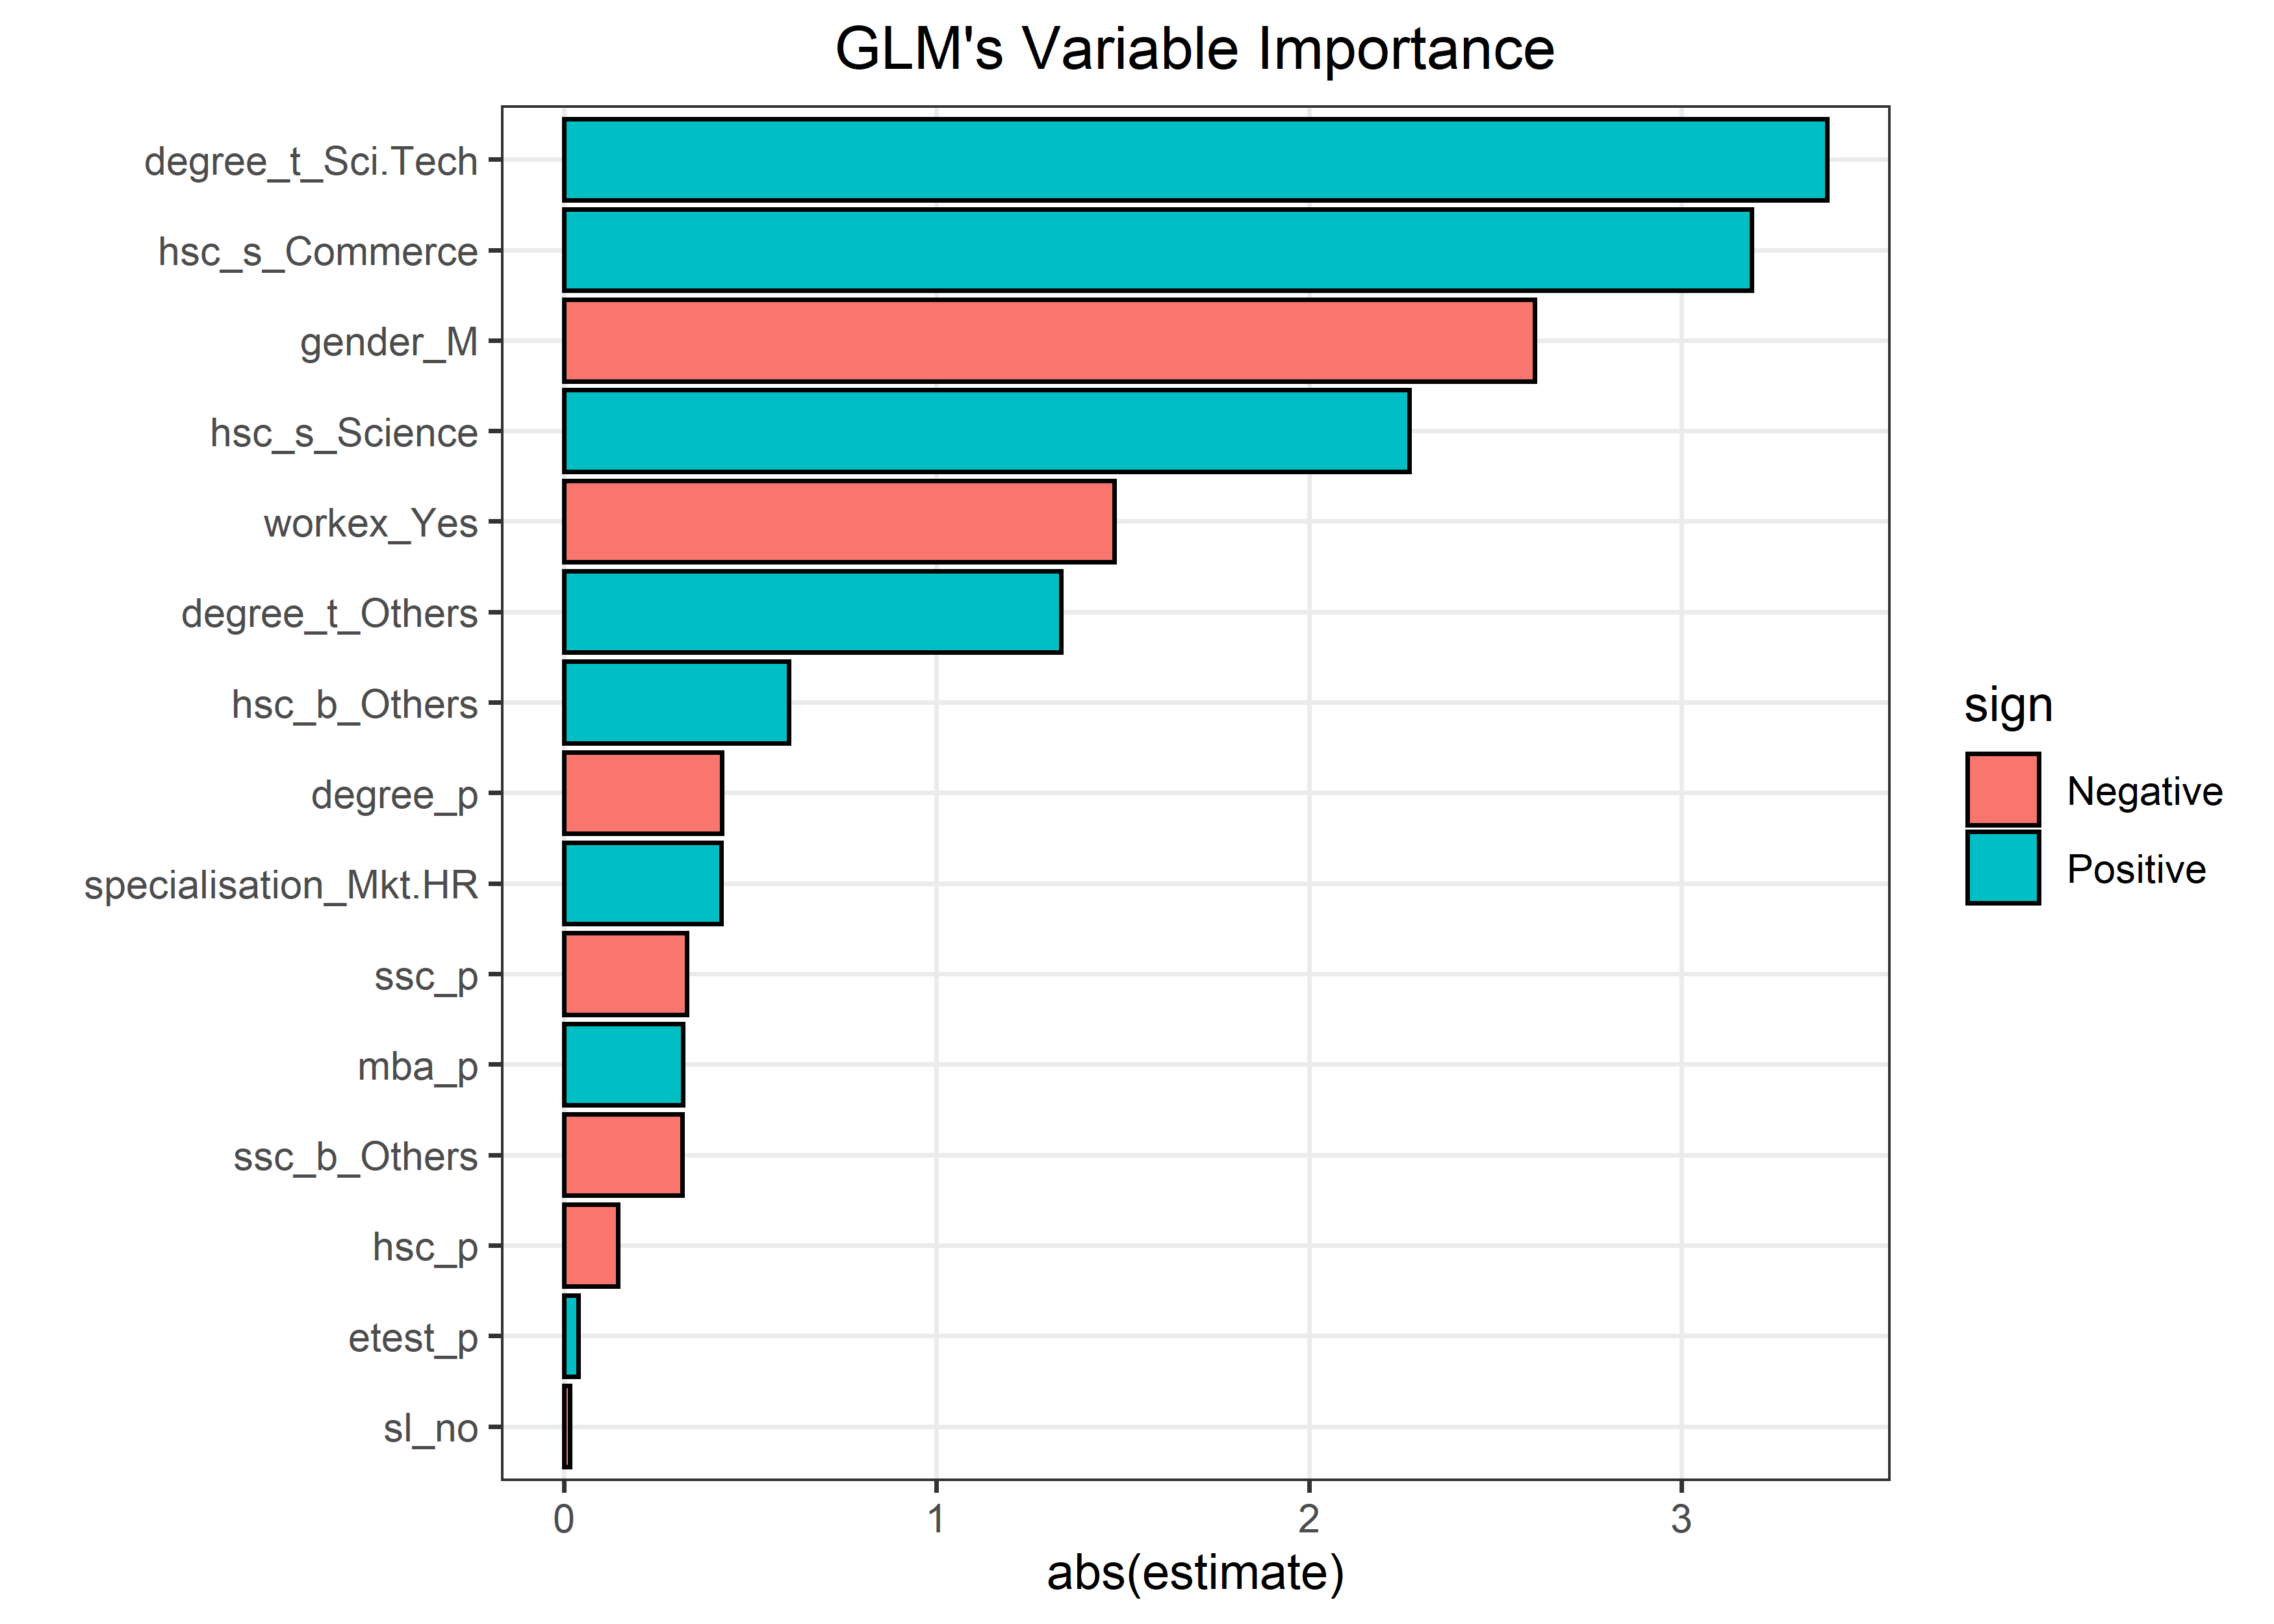 GLM's Variable Importance
degree_t_Sci.Tech
hsc_s_Commerce
gender_M
hsc_s_Science
workex_Yes
degree_t_Others
hsc_b_Others
degree_p
specialisation_Mkt.HR
ssc_p
mba_p
ssc_b_Others
hsc_p
etest_p
sl_no
0 1 2 3
abs(estimate)
sign
Negative
Positive